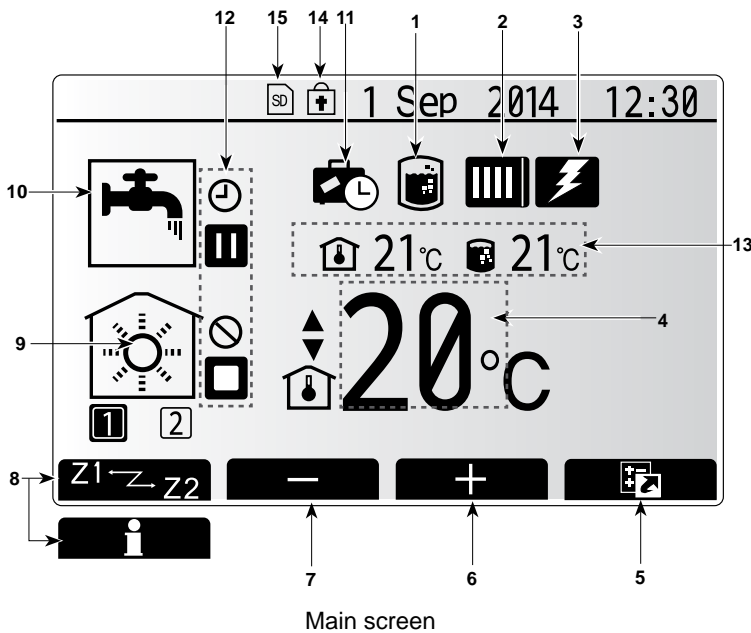 15 14 11 1 2 3
12
SD 1 Sep 2014 12:30
10
21°C 21°C 13
20°C 4
9
1 2
8 Z1 Z2 − +
i
7 6 5
Main screen